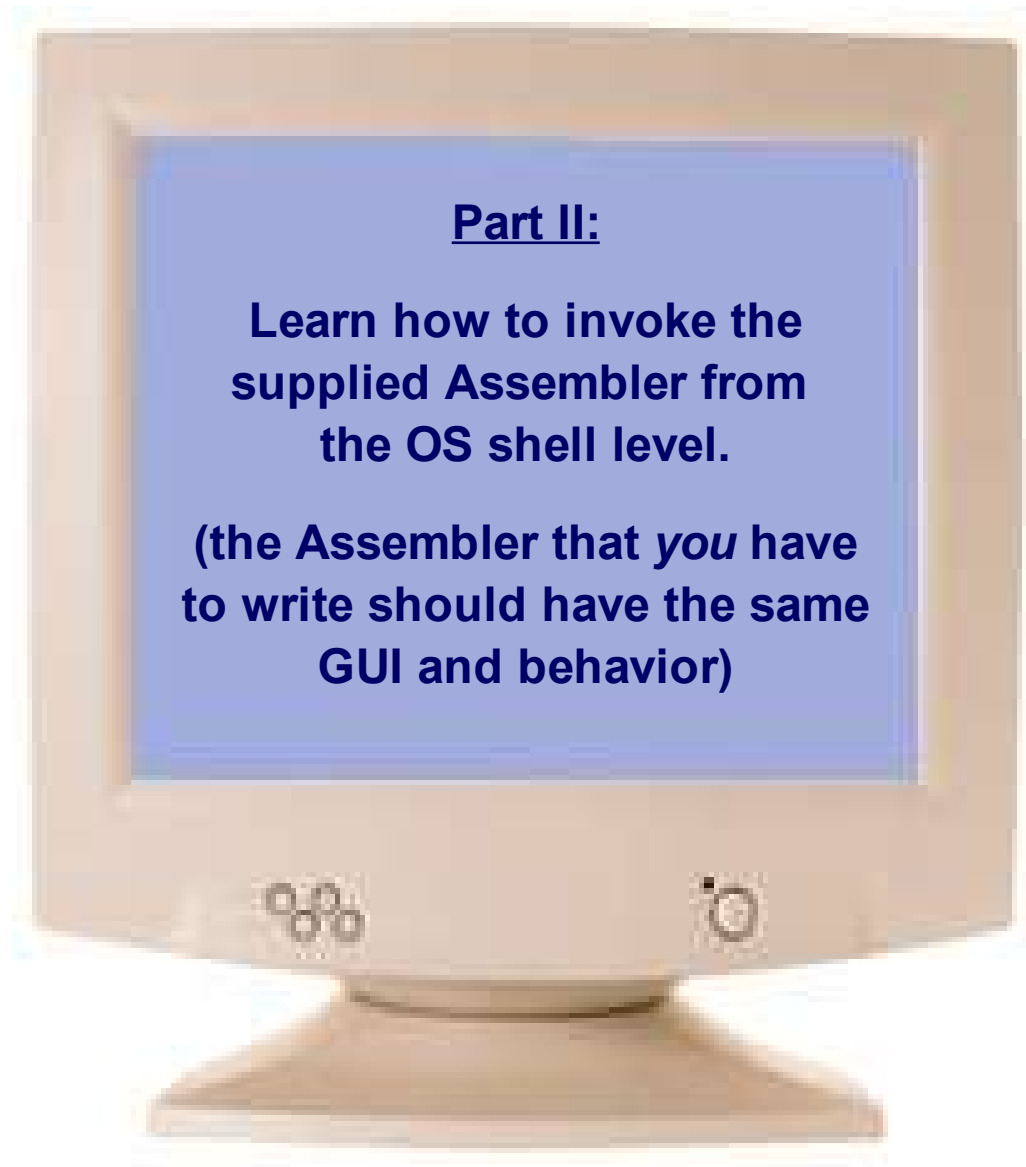 Part II:
Learn how to invoke the
supplied Assembler from
the OS shell level.
(the Assembler that you have
to write should have the same
GUI and behavior)